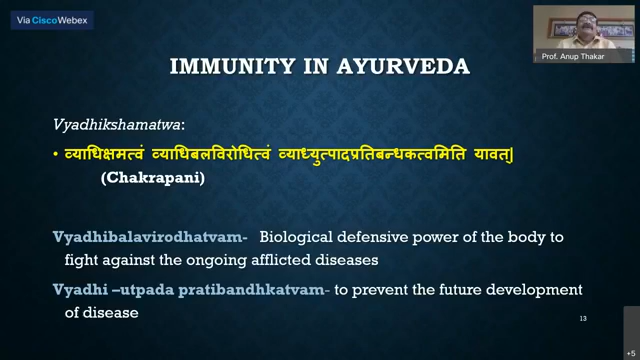 Via Cisco Webex
Prof. Anup Thakar
IMMUNITY IN AYURVEDA
Vyadhikshamatwa:
• व्याधिक्षमत्वं व्याधिबलविरोधित्वं व्याध्युत्पादप्रतिबन्धकत्वमिति यावत्|
(Chakrapani)
Vyadhibalavirodhatvam- Biological defensive power of the body to
fight against the ongoing afflicted diseases
Vyadhi –utpada pratibandhkatvam- to prevent the future development
of disease
13
+5